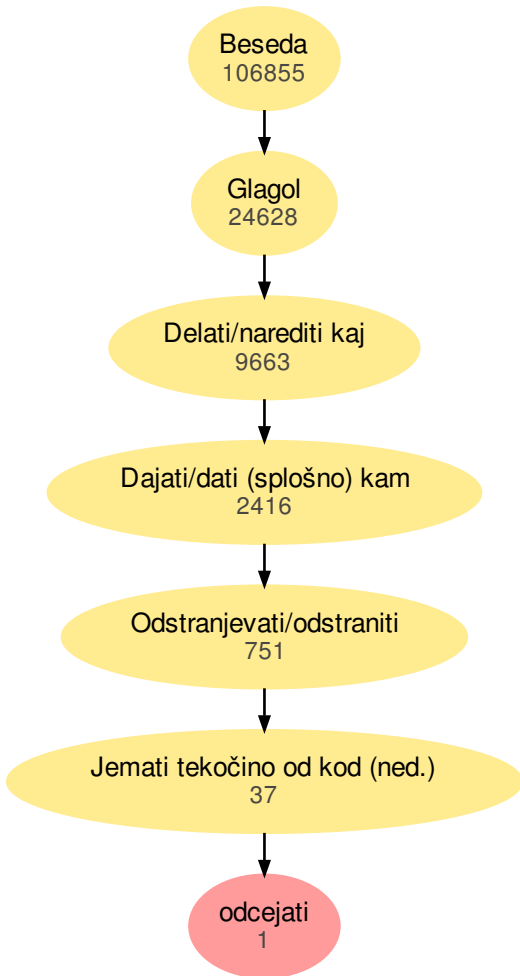 Beseda
106855
Glagol
24628
Delati/narediti kaj
9663
Dajati/dati (splošno) kam
2416
Odstranjevati/odstraniti
751
Jemati tekočino od kod (ned.)
37
odcejati
1